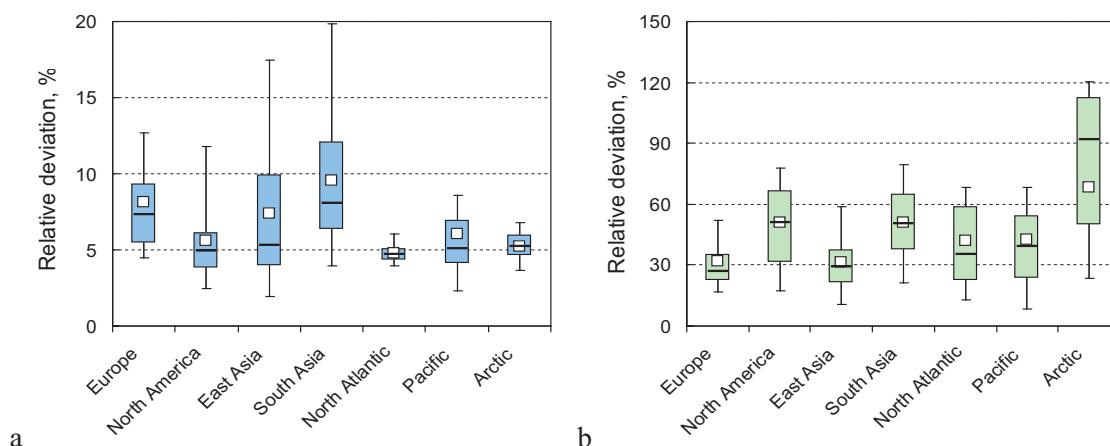 Relative deviation, %
20
15
10
5
0
Europe
North America
East Asia
South Asia
North Atlantic
Pacific
Arctic
a
Relative deviation, %
150
120
90
60
30
0
Europe
North America
East Asia
South Asia
North Atlantic
Pacific
Arctic
b